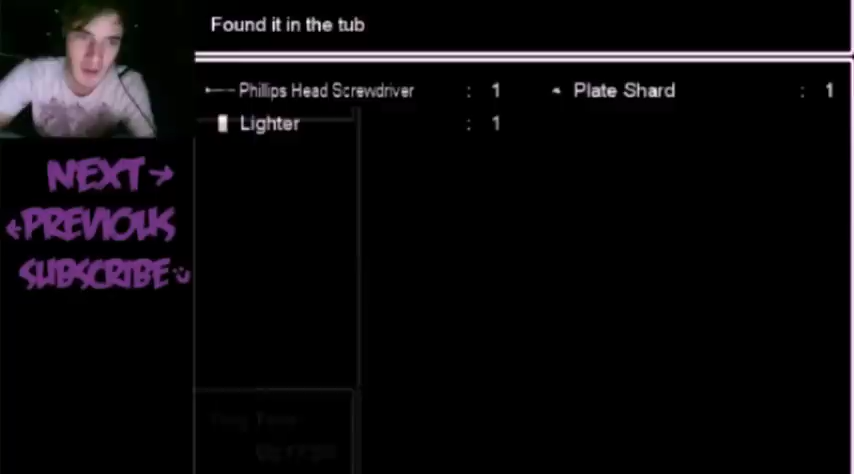 Found it in the tub
Phillips Head Screwdriver : 1 Plate Shard : 1
Lighter : 1
NEXT →
← PREVIOUS
SUBSCRIBE